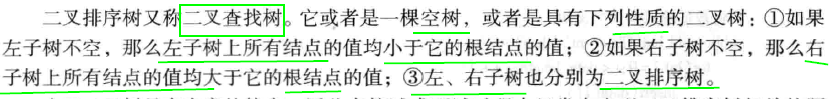 二叉排序树又称二叉查找树。它或者是一棵空树，或者是具有下列性质的二叉树：①如果
左子树不空，那么左子树上所有结点的值均小于它的根结点的值；②如果右子树不空，那么右
子树上所有结点的值均大于它的根结点的值；③左、右子树也分别为二叉排序树。